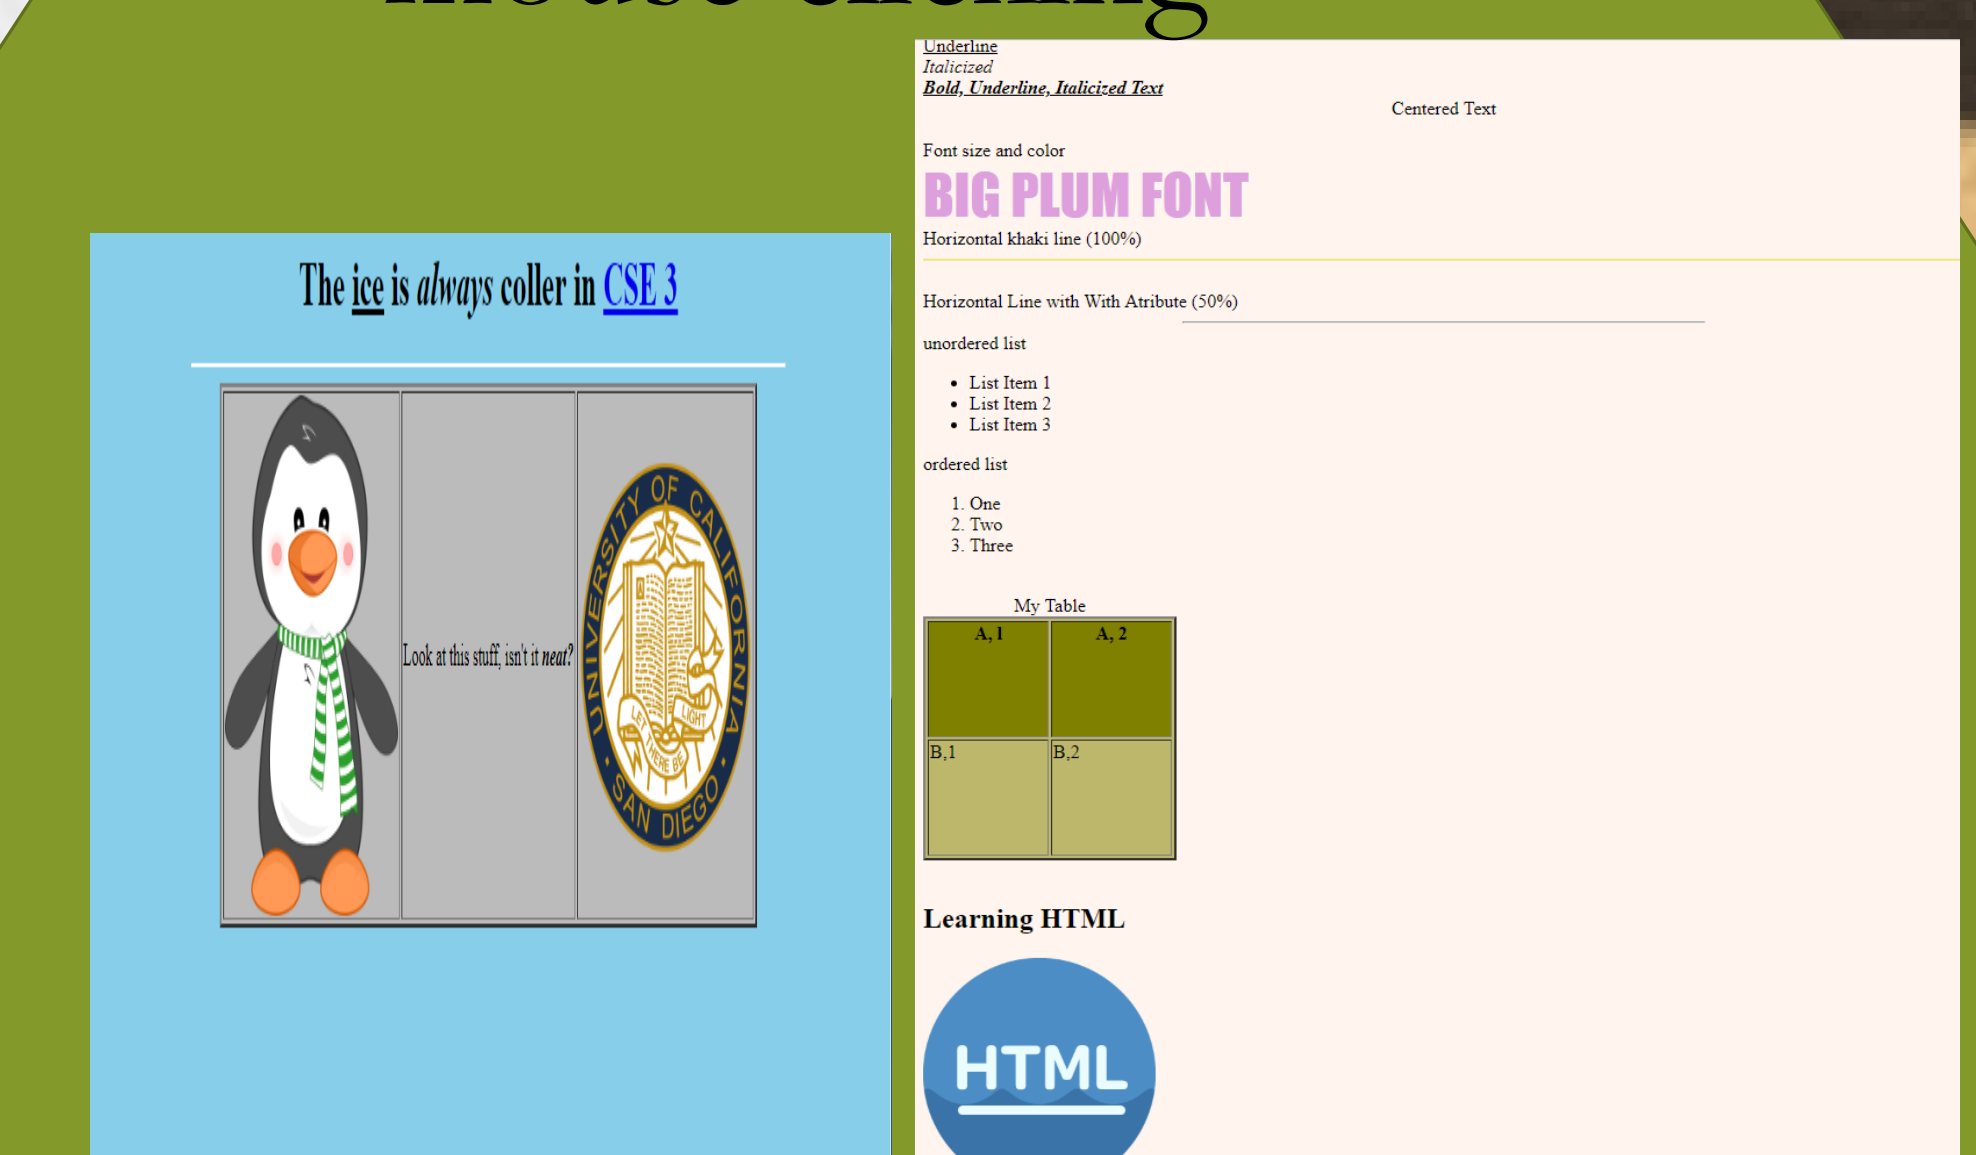 mouse clicking
The ice is always coller in CSE 3
Look at this stuff, isn't it neat?
UNIVERSITY OF CALIFORNIA
SAN DIEGO
LET THERE BE LIGHT
Underline
Italicized
Bold, Underline, Italicized Text
Centered Text
Font size and color
BIG PLUM FONT
Horizontal khaki line (100%)
Horizontal Line with With Atribute (50%)
unordered list
• List Item 1
• List Item 2
• List Item 3
ordered list
1. One
2. Two
3. Three
My Table
A, 1 A, 2
B,1 B,2
Learning HTML
HTML